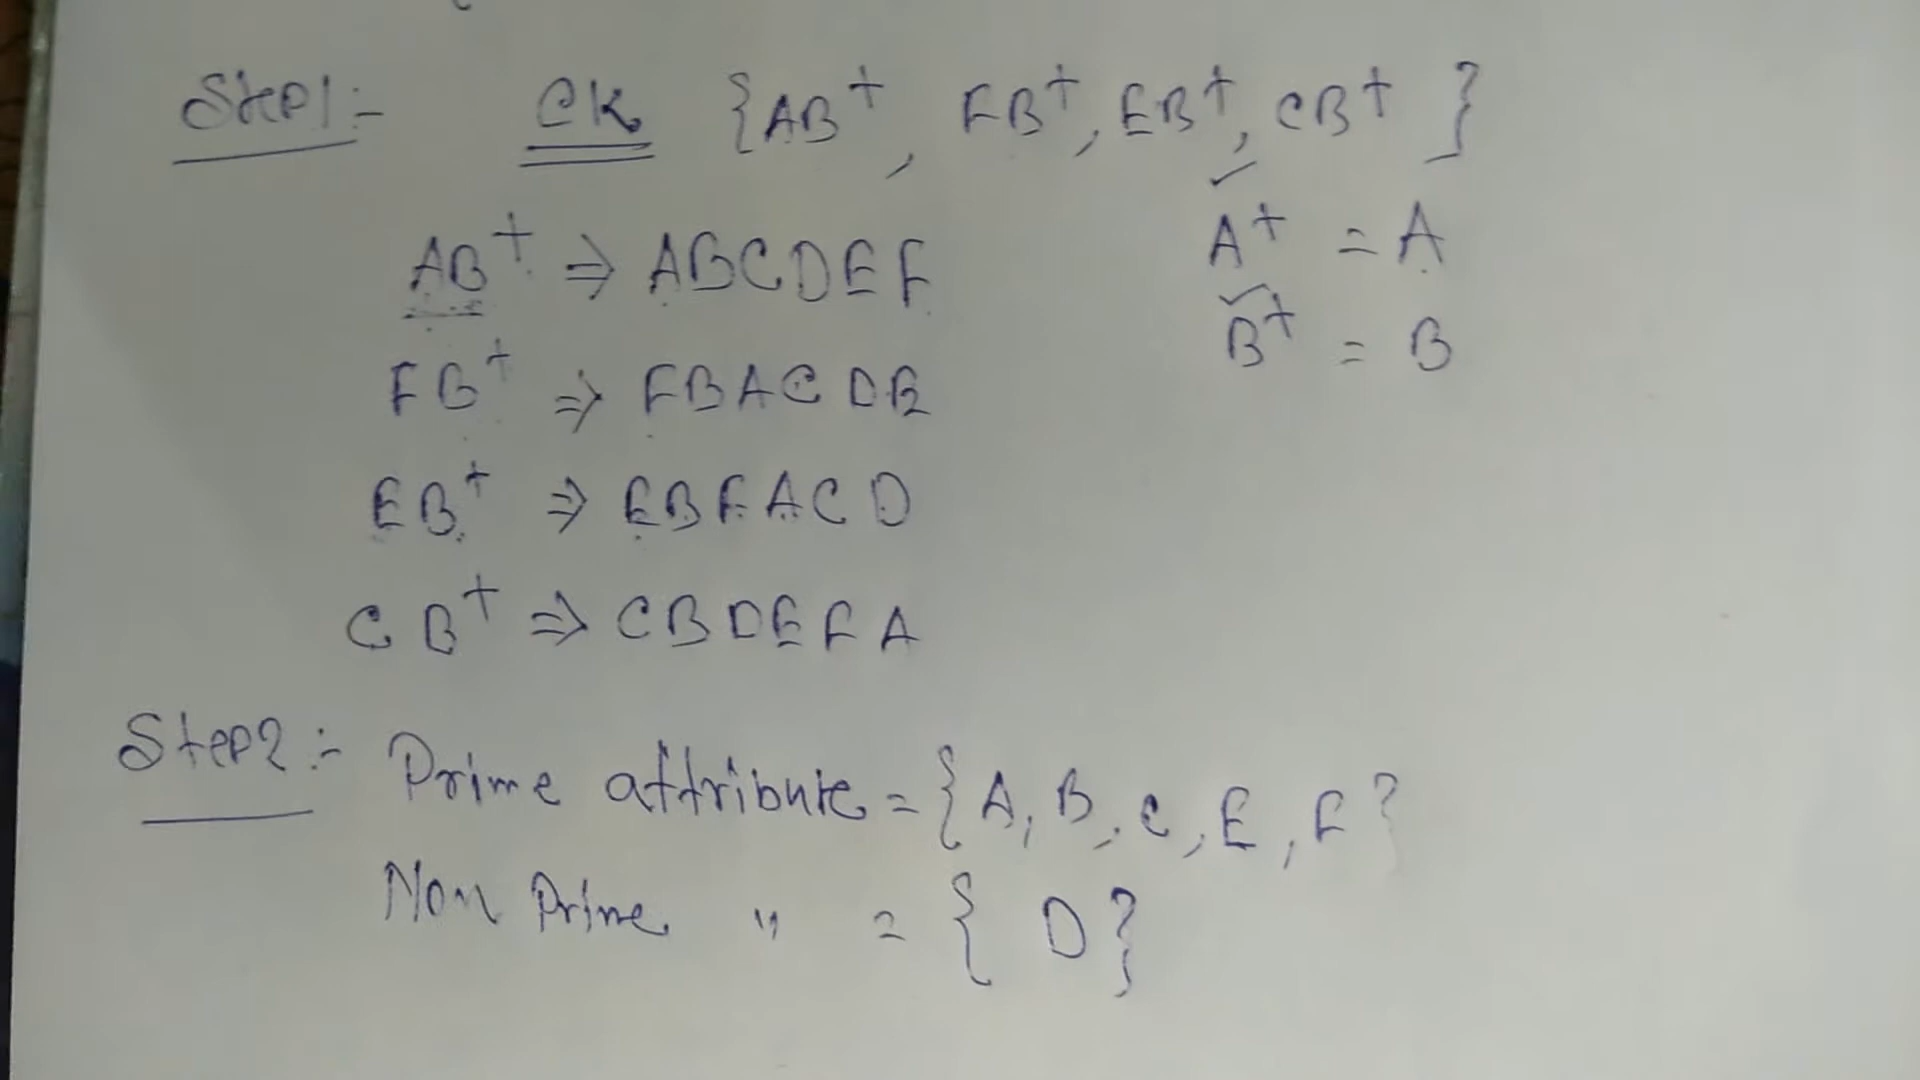 Step1:- CK {AB+, FB+, EB+, CB+}
AB+ ⇒ ABCDEF
A+ = A
B+ = B
FB+ ⇒ FBACDE
EB+ ⇒ EBFACD
CB+ ⇒ CBDEFA
Step2:- Prime attribute = {A, B, C, E, F}
Non Prime " = {D}